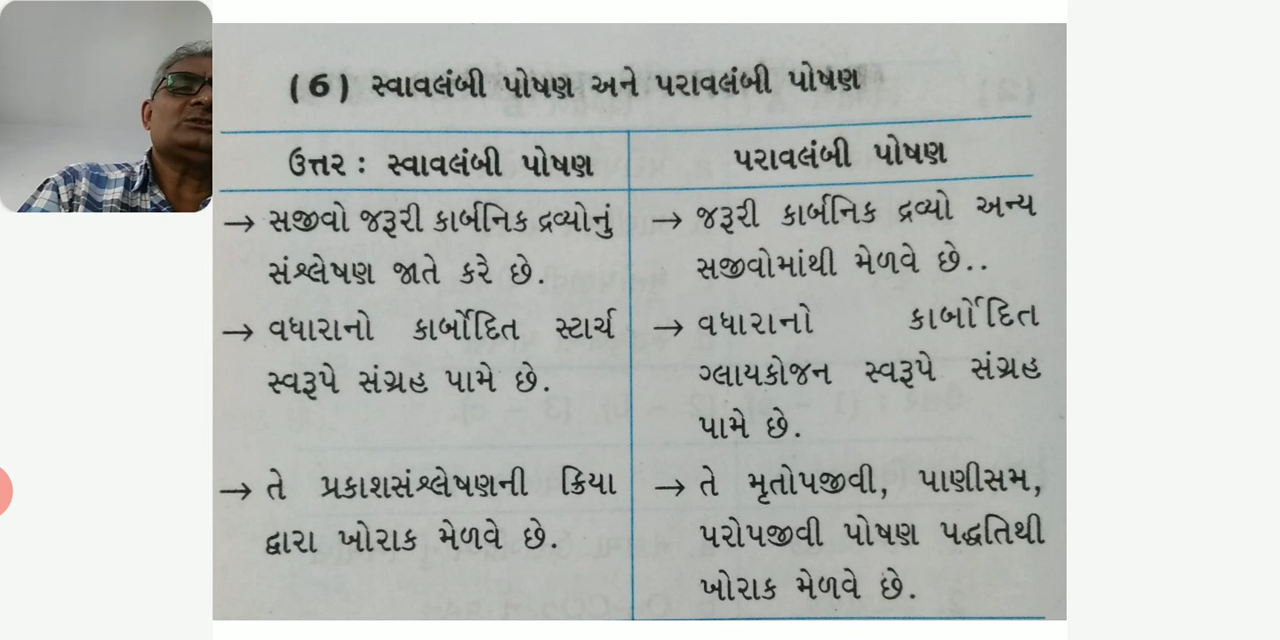 (6) સ્વાવલંબી પોષણ અને પરાવલંબી પોષણ
ઉત્તર : સ્વાવલંબી પોષણ
→ સજીવો જરૂરી કાર્બનિક દ્રવ્યોનું
સંશ્લેષણ જાતે કરે છે.
→ વધારાનો કાર્બોદિત સ્ટાર્ચ
સ્વરૂપે સંગ્રહ પામે છે.
→ તે પ્રકાશસંશ્લેષણની ક્રિયા
દ્વારા ખોરાક મેળવે છે.
પરાવલંબી પોષણ
→ જરૂરી કાર્બનિક દ્રવ્યો અન્ય
સજીવોમાંથી મેળવે છે..
→ વધારાનો કાર્બોદિત
ગ્લાયકોજન સ્વરૂપે સંગ્રહ
પામે છે.
→ તે મૃતોપજીવી, પાણીસમ,
પરોપજીવી પોષણ પદ્ધતિથી
ખોરાક મેળવે છે.